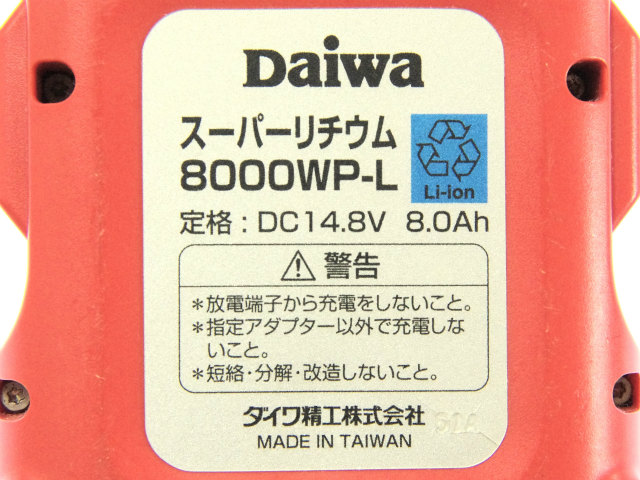 Daiwa
スーパーリチウム
8000WP-L
Li-ion
定格：DC14.8V 8.0Ah
警告
*放電端子から充電をしないこと。
*指定アダプター以外で充電しな
いこと。
*短絡・分解・改造しないこと。
ダイワ精工株式会社
MADE IN TAIWAN